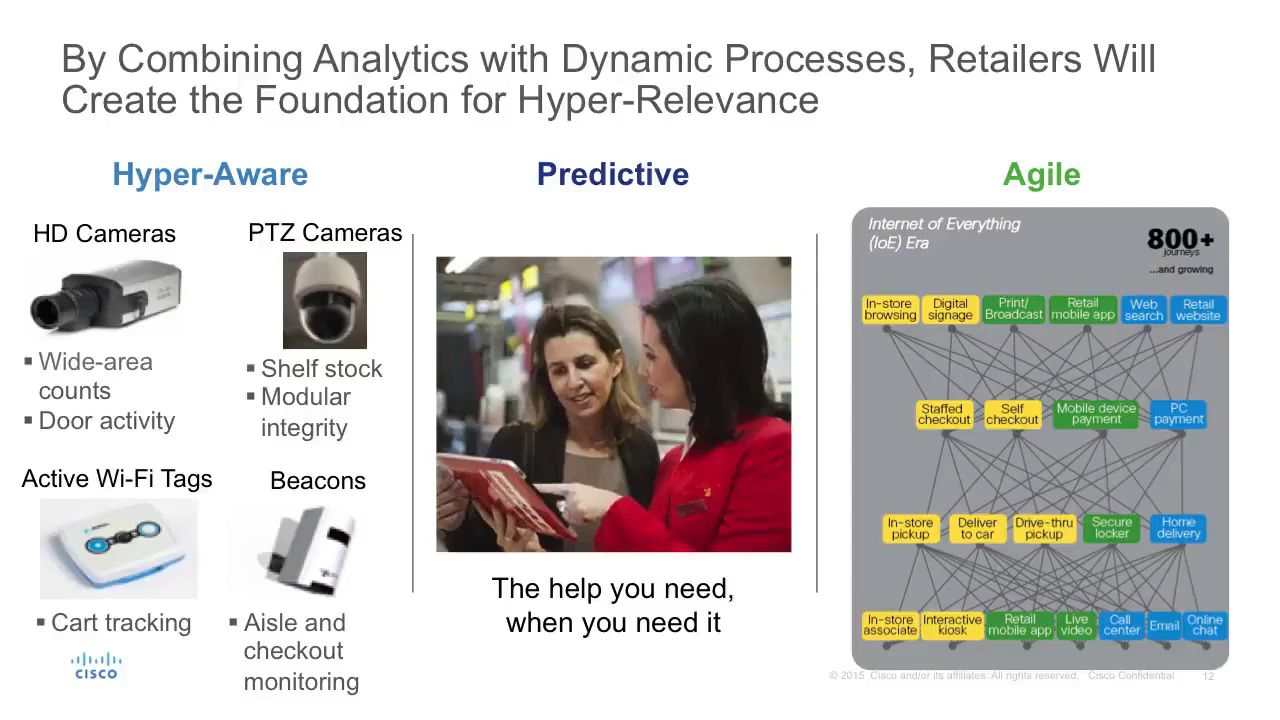 By Combining Analytics with Dynamic Processes, Retailers Will
Create the Foundation for Hyper-Relevance
Hyper-Aware
HD Cameras
▪ Wide-area
counts
▪ Door activity
PTZ Cameras
▪ Shelf stock
▪ Modular
integrity
Active Wi-Fi Tags
▪ Cart tracking
Beacons
▪ Aisle and
checkout
monitoring
Predictive
The help you need,
when you need it
Agile
Internet of Everything
(IoE) Era
800+
journeys
...and growing
In-store
browsing
Digital
signage
Print/
Broadcast
Retail
mobile app
Web
search
Retail
website
Staffed
checkout
Self
checkout
Mobile device
payment
PC
payment
In-store
pickup
Deliver
to car
Drive-thru
pickup
Secure
locker
Home
delivery
In-store
associate
Interactive
kiosk
Retail
mobile app
Live
video
Call
center
Email
Online
chat
CISCO
© 2015 Cisco and/or its affiliates. All rights reserved. Cisco Confidential 12